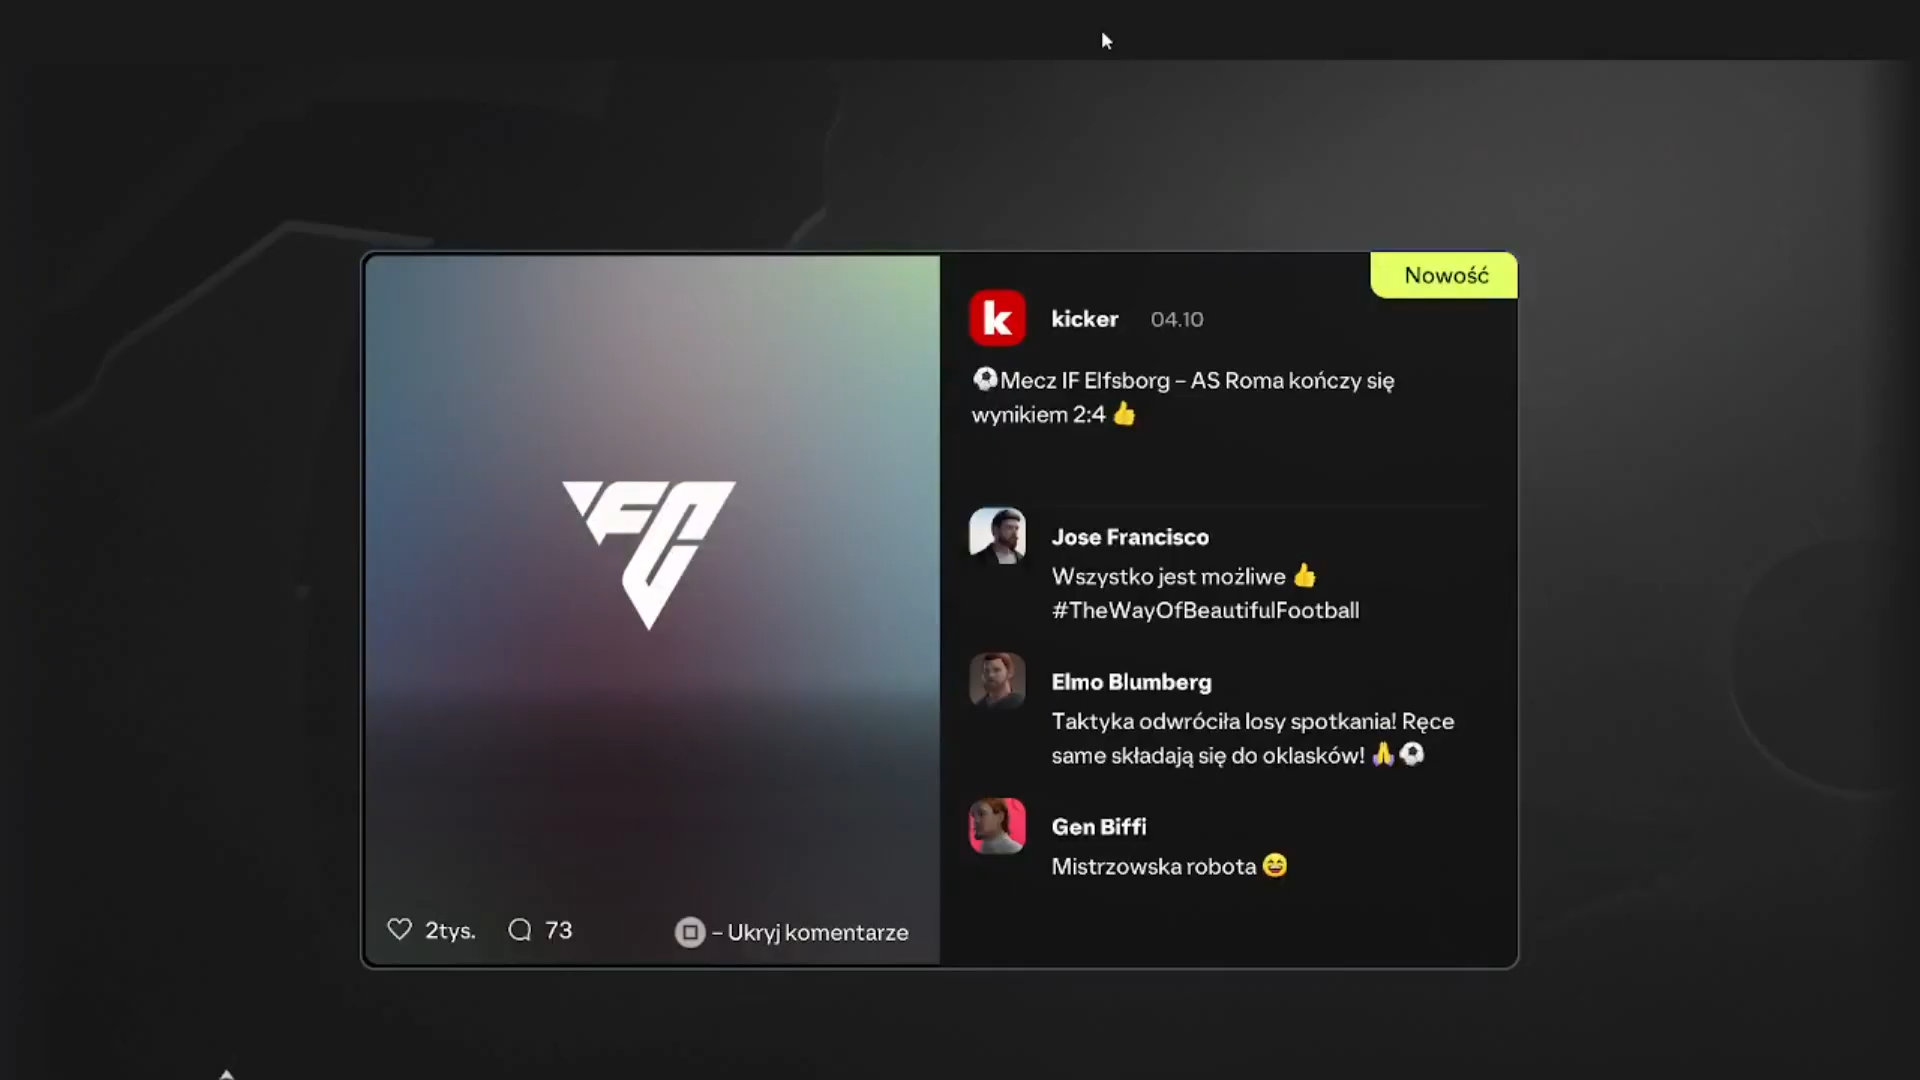 Nowość
k kicker 04.10
⚽Mecz IF Elfsborg – AS Roma kończy się
wynikiem 2:4 👍
FC
Jose Francisco
Wszystko jest możliwe 👍
#TheWayOfBeautifulFootball
Elmo Blumberg
Taktyka odwróciła losy spotkania! Ręce
same składają się do oklasków! 🙏⚽
Gen Biffi
Mistrzowska robota 😄
2tys. 73 – Ukryj komentarze